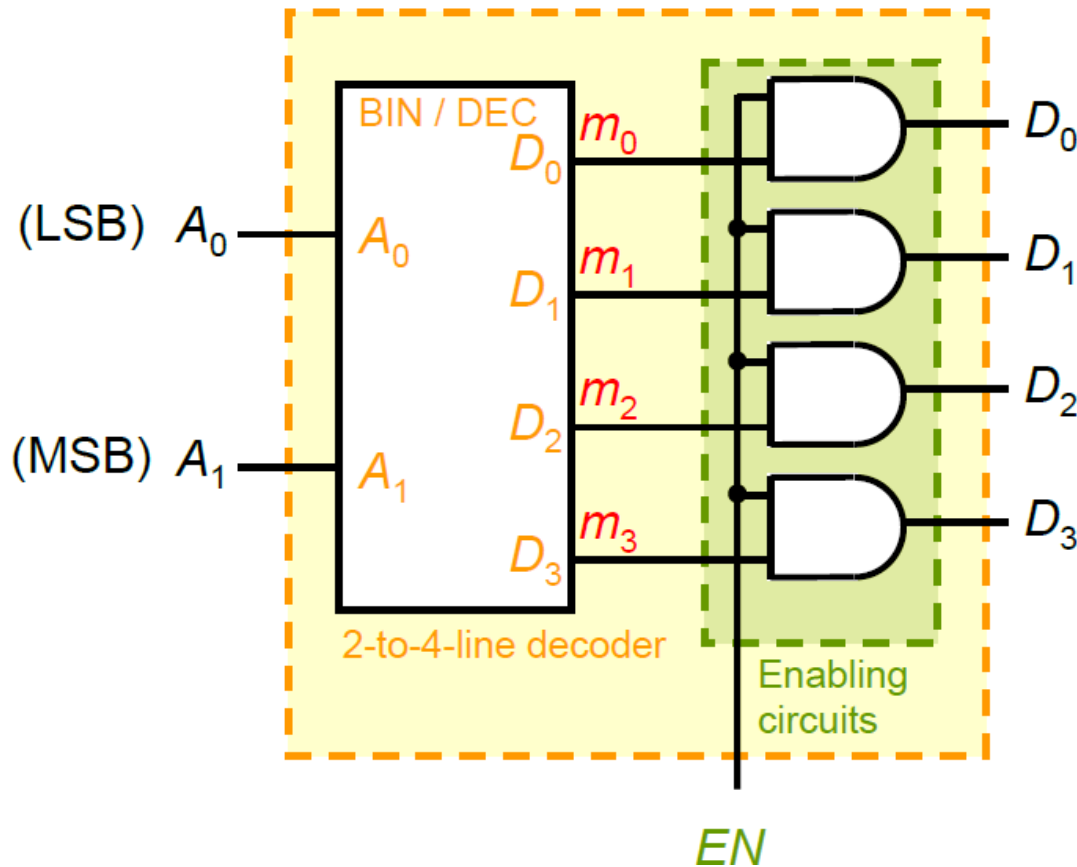 BIN / DEC
D₀
m₀
D₀
(LSB) A₀
A₀
D₁
m₁
D₁
D₂
m₂
D₂
(MSB) A₁
A₁
D₃
m₃
D₃
2-to-4-line decoder
Enabling
circuits
EN